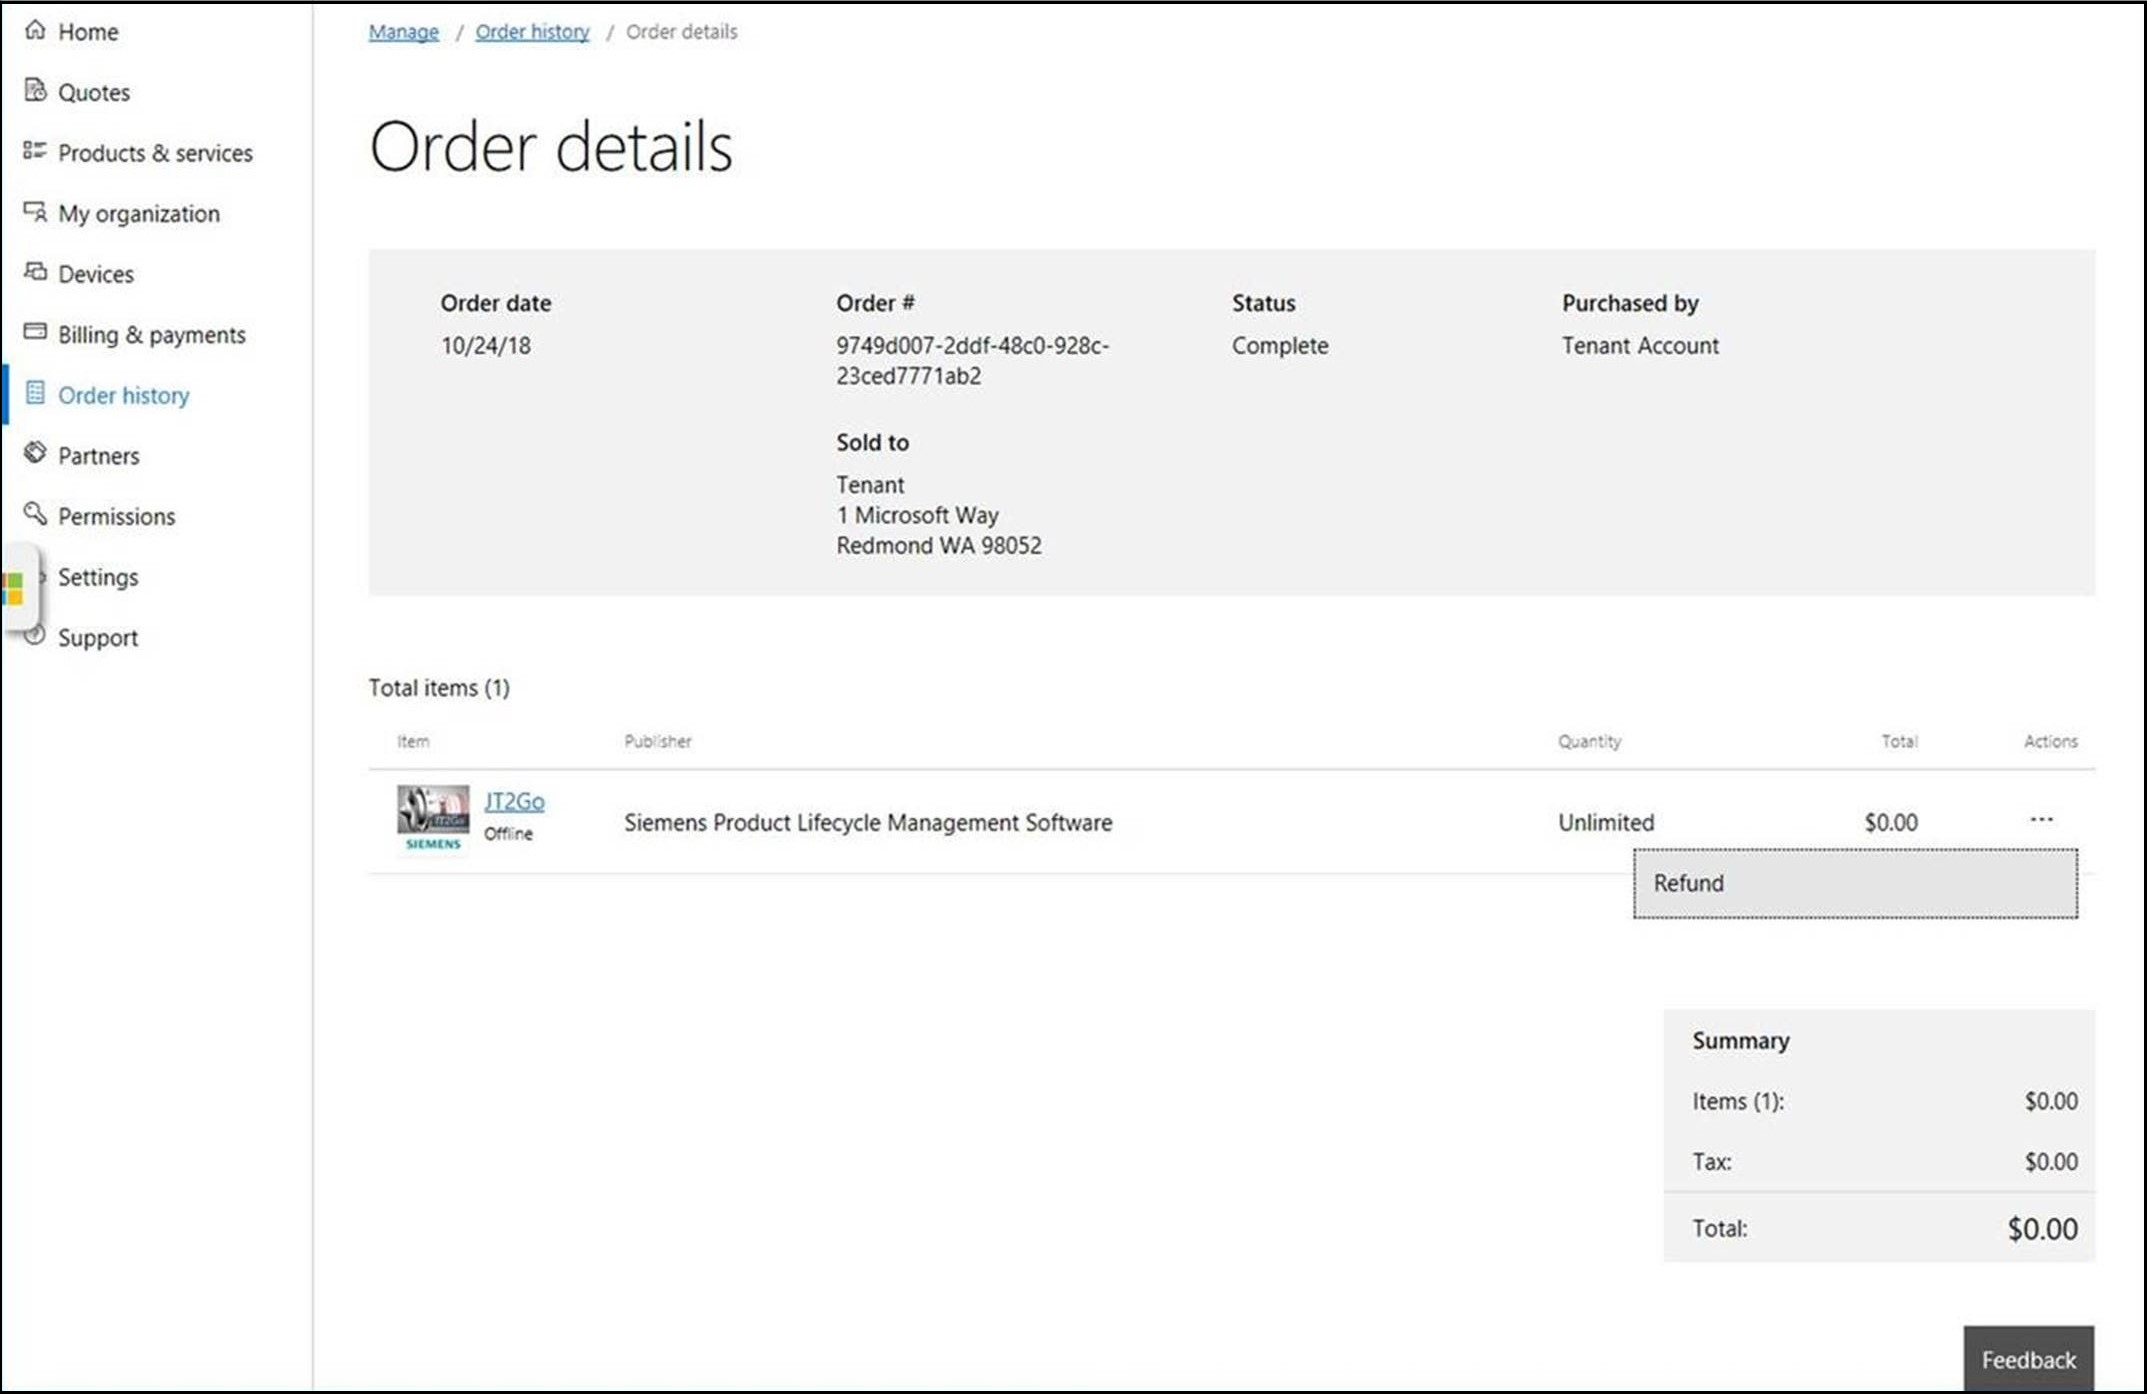 Home
Quotes
Products & services
My organization
Devices
Billing & payments
Order history
Partners
Permissions
Settings
Support
Manage / Order history / Order details
Order details
Order date
10/24/18
Order #
9749d007-2ddf-48c0-928c-
23ced7771ab2
Status
Complete
Purchased by
Tenant Account
Sold to
Tenant
1 Microsoft Way
Redmond WA 98052
Total items (1)
Item Publisher Quantity Total Actions
JT2Go
SIEMENS
JT2Go
Offline
Siemens Product Lifecycle Management Software
Unlimited
$0.00
...
Refund
Summary
Items (1): $0.00
Tax: $0.00
Total: $0.00
Feedback